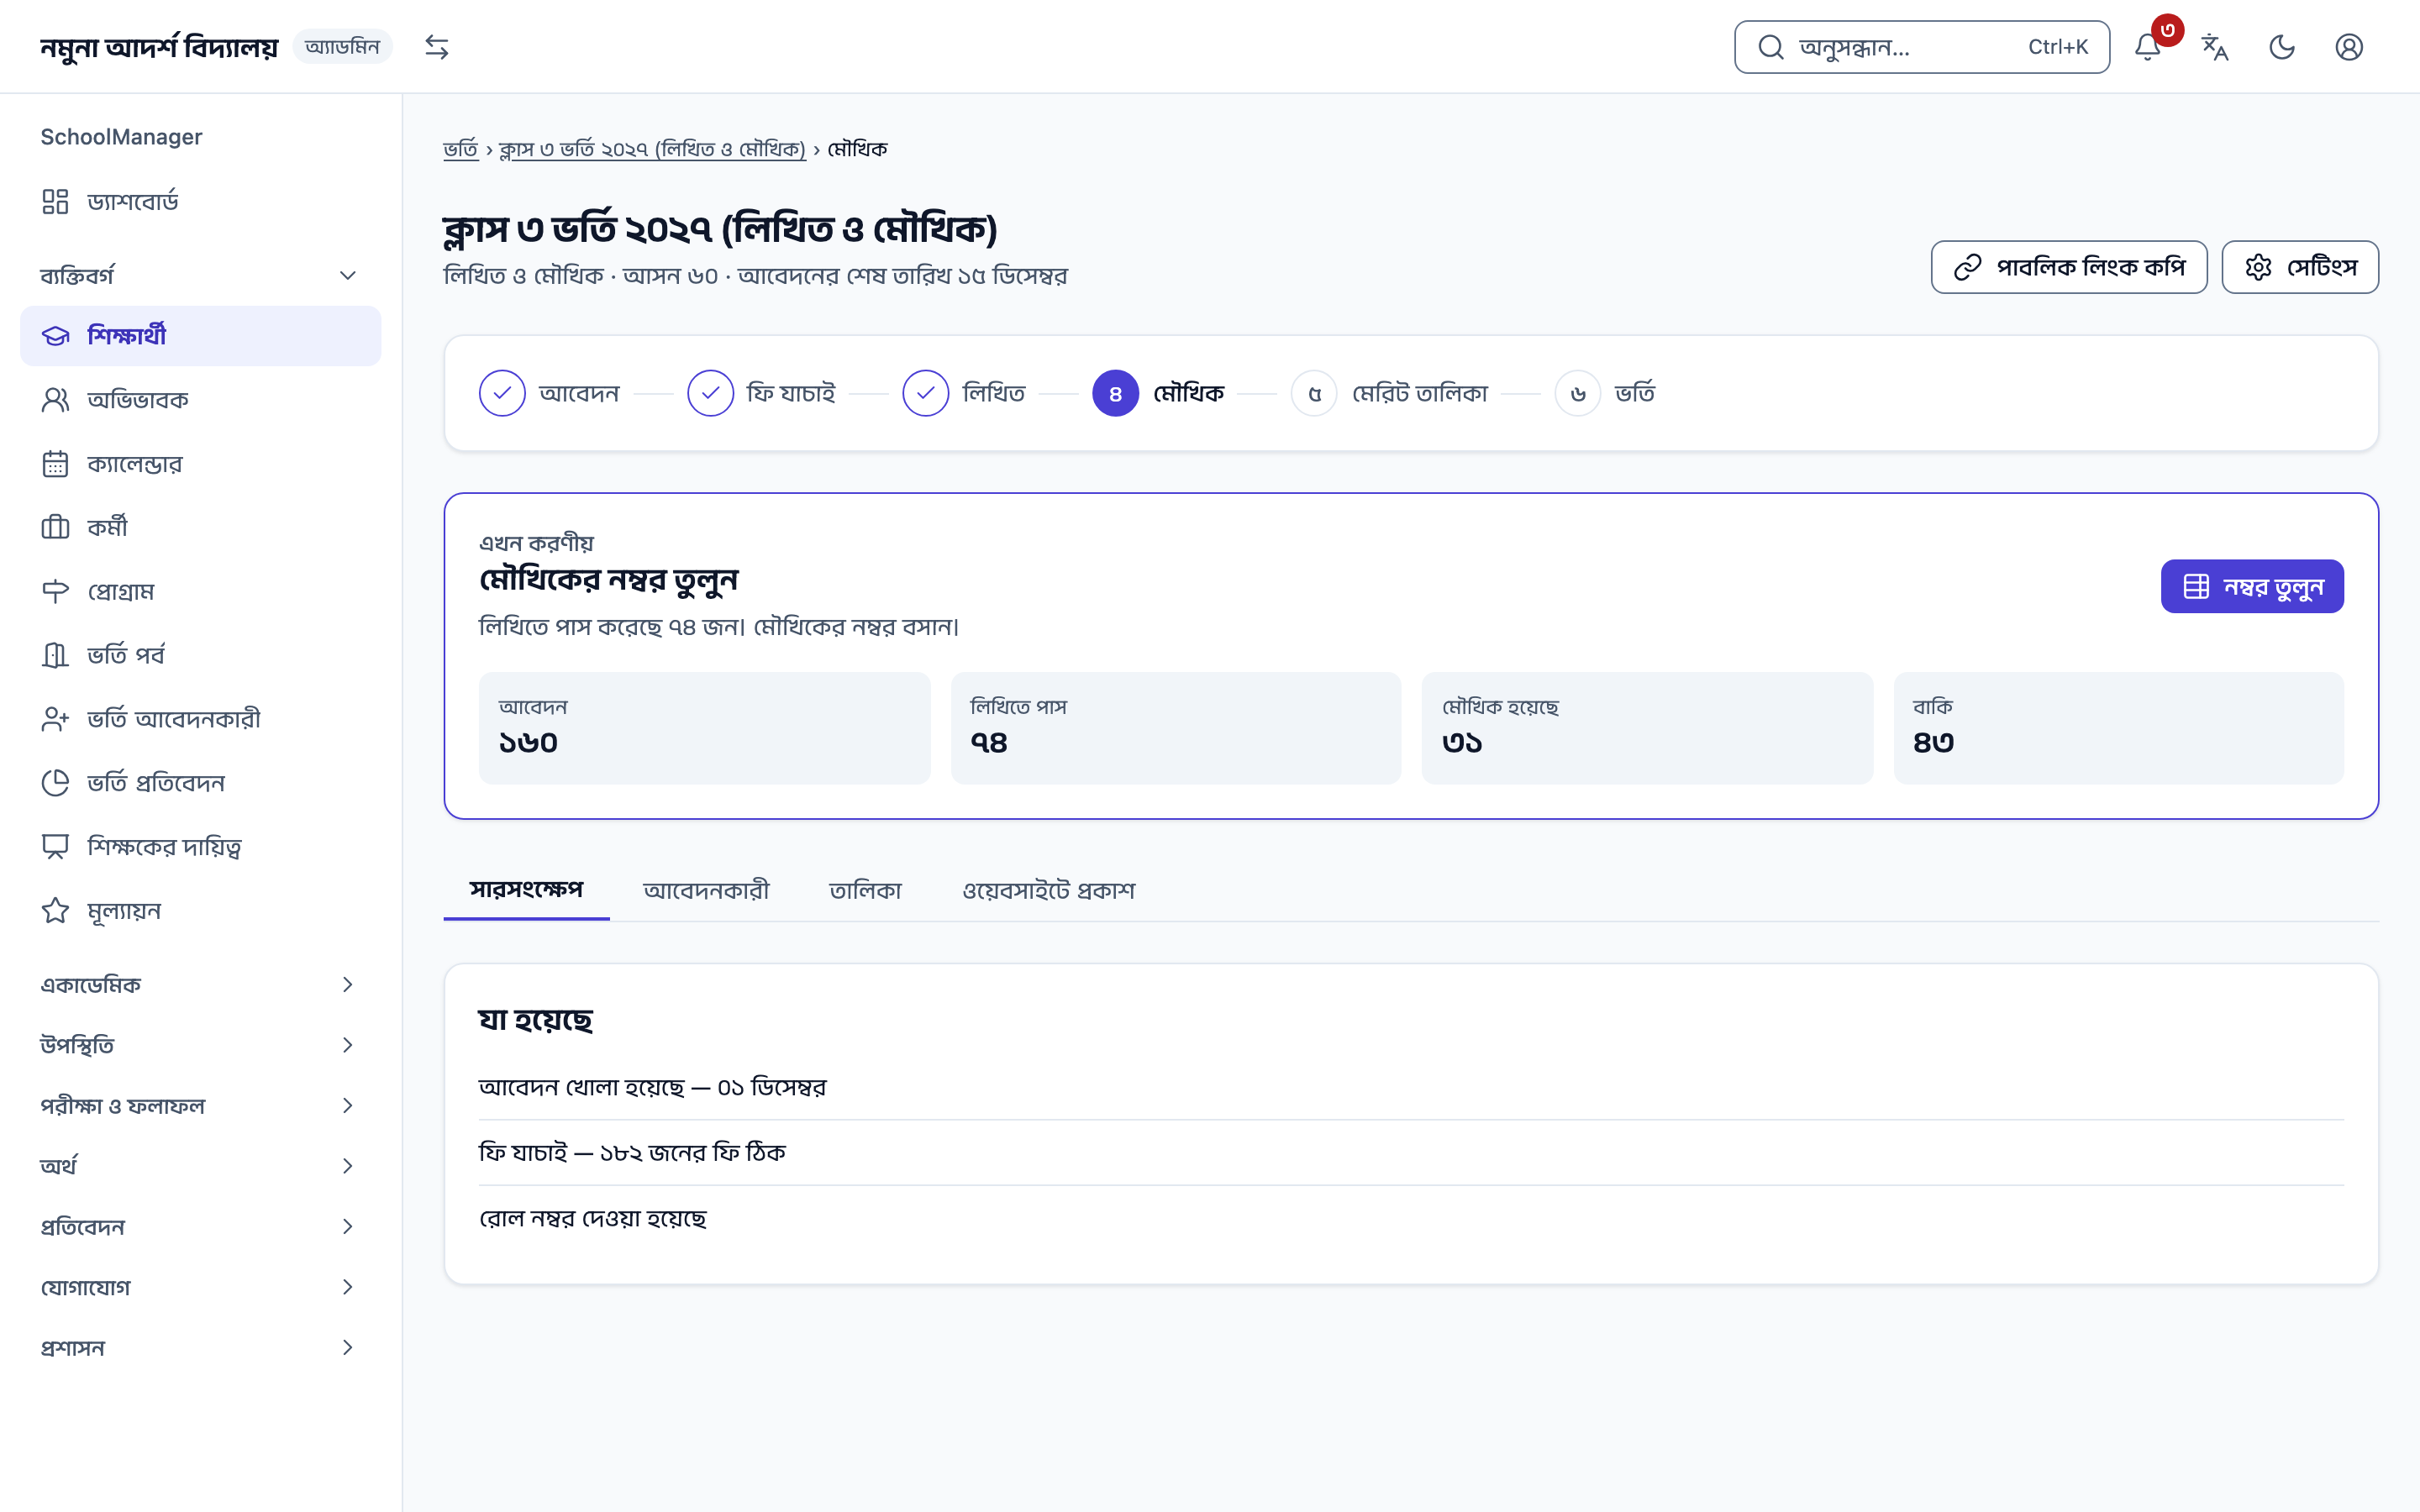 নমুনা আদর্শ বিদ্যালয় অ্যাডমিন
অনুসন্ধান... Ctrl+K
৩
SchoolManager
ড্যাশবোর্ড
ব্যক্তিবর্গ
শিক্ষার্থী
অভিভাবক
ক্যালেন্ডার
কর্মী
প্রোগ্রাম
ভর্তি পর্ব
ভর্তি আবেদনকারী
ভর্তি প্রতিবেদন
শিক্ষকের দায়িত্ব
মূল্যায়ন
একাডেমিক
উপস্থিতি
পরীক্ষা ও ফলাফল
অর্থ
প্রতিবেদন
যোগাযোগ
প্রশাসন
ভর্তি › ক্লাস ৩ ভর্তি ২০২৭ (লিখিত ও মৌখিক) › মৌখিক
ক্লাস ৩ ভর্তি ২০২৭ (লিখিত ও মৌখিক)
লিখিত ও মৌখিক · আসন ৬০ · আবেদনের শেষ তারিখ ১৫ ডিসেম্বর
পাবলিক লিংক কপি
সেটিংস
আবেদন
ফি যাচাই
লিখিত
৪ মৌখিক
৫ মেরিট তালিকা
৬ ভর্তি
এখন করণীয়
মৌখিকের নম্বর তুলুন
লিখিতে পাস করেছে ৭৪ জন। মৌখিকের নম্বর বসান।
নম্বর তুলুন
আবেদন
১৬০
লিখিতে পাস
৭৪
মৌখিক হয়েছে
৩১
বাকি
৪৩
সারসংক্ষেপ
আবেদনকারী
তালিকা
ওয়েবসাইটে প্রকাশ
যা হয়েছে
আবেদন খোলা হয়েছে — ০১ ডিসেম্বর
ফি যাচাই — ১৮২ জনের ফি ঠিক
রোল নম্বর দেওয়া হয়েছে